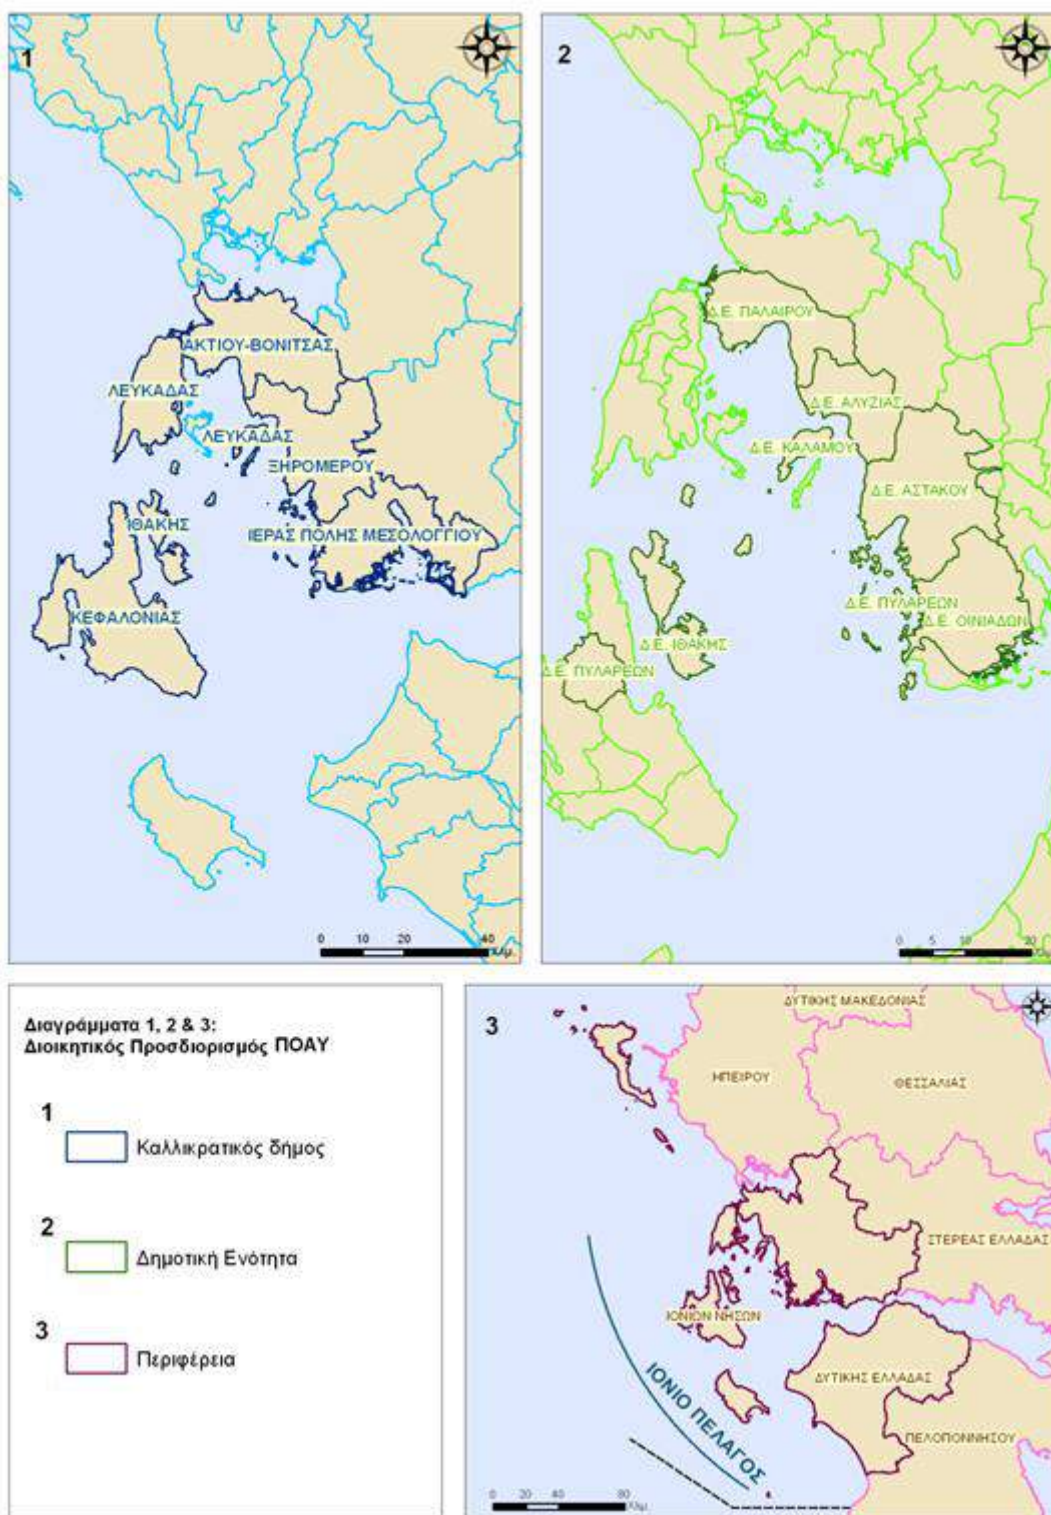 1
ΑΚΤΙΟΥ-ΒΟΝΙΤΣΑΣ
ΛΕΥΚΑΔΑΣ
ΛΕΥΚΑΔΑΣ
ΞΗΡΟΜΕΡΟΥ
ΙΘΑΚΗΣ
ΙΕΡΑΣ ΠΟΛΗΣ ΜΕΣΟΛΟΓΓΙΟΥ
ΚΕΦΑΛΟΝΙΑΣ
0 10 20 40
Χλμ.
2
Δ.Ε. ΠΑΛΑΙΡΟΥ
Δ.Ε. ΑΛΥΖΙΑΣ
Δ.Ε. ΚΑΛΑΜΟΥ
Δ.Ε. ΑΣΤΑΚΟΥ
Δ.Ε. ΠΥΛΑΡΕΩΝ
Δ.Ε. ΟΙΝΙΑΔΩΝ
Δ.Ε. ΙΘΑΚΗΣ
Δ.Ε. ΠΥΛΑΡΕΩΝ
0 5 10 20
Διαγράμματα 1, 2 & 3:
Διοικητικός Προσδιορισμός ΠΟΑΥ
1
Καλλικρατικός δήμος
2
Δημοτική Ενότητα
3
Περιφέρεια
3
ΔΥΤΙΚΗΣ ΜΑΚΕΔΟΝΙΑΣ
ΗΠΕΙΡΟΥ
ΘΕΣΣΑΛΙΑΣ
ΣΤΕΡΕΑΣ ΕΛΛΑΔΑΣ
ΙΟΝΙΩΝ ΝΗΣΩΝ
ΔΥΤΙΚΗΣ ΕΛΛΑΔΑΣ
ΠΕΛΟΠΟΝΝΗΣΟΥ
ΙΟΝΙΟ ΠΕΛΑΓΟΣ
0 20 40 80
Χλμ.